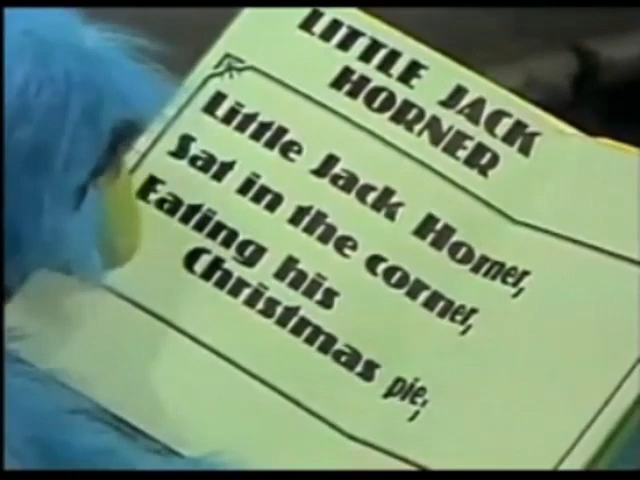 LITTLE JACK
HORNER
Little Jack Horner,
Sat in the corner,
Eating his
Christmas pie;